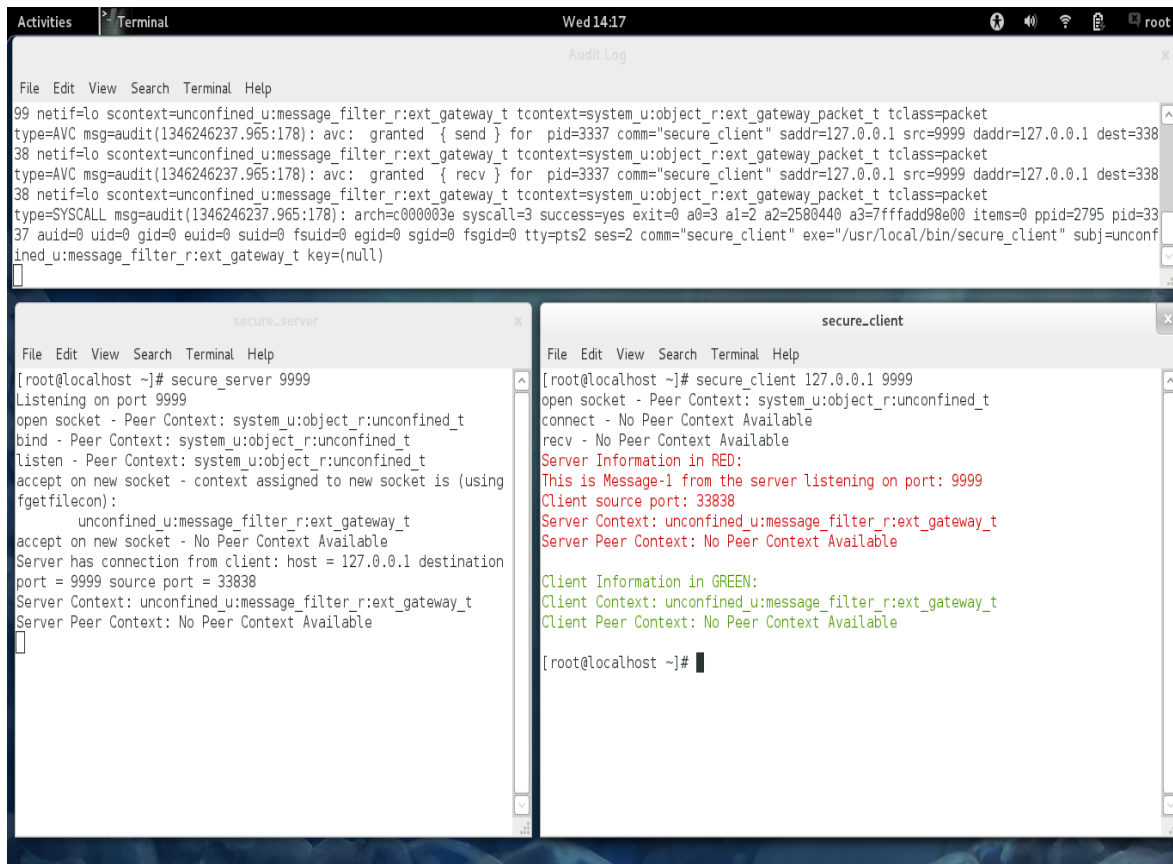 Activities Terminal Wed 14:17 root
Audit Log
File Edit View Search Terminal Help
99 netif=lo scontext=unconfined_u:message_filter_r:ext_gateway_t tcontext=system_u:object_r:ext_gateway_packet_t tclass=packet
type=AVC msg=audit(1346246237.965:178): avc:  granted  { send } for  pid=3337 comm="secure_client" saddr=127.0.0.1 src=9999 daddr=127.0.0.1 dest=338
38 netif=lo scontext=unconfined_u:message_filter_r:ext_gateway_t tcontext=system_u:object_r:ext_gateway_packet_t tclass=packet
type=AVC msg=audit(1346246237.965:178): avc:  granted  { recv } for  pid=3337 comm="secure_client" saddr=127.0.0.1 src=9999 daddr=127.0.0.1 dest=338
38 netif=lo scontext=unconfined_u:message_filter_r:ext_gateway_t tcontext=system_u:object_r:ext_gateway_packet_t tclass=packet
type=SYSCALL msg=audit(1346246237.965:178): arch=c000003e syscall=3 success=yes exit=0 a0=3 a1=2 a2=2580440 a3=7fffadd98e00 items=0 ppid=2795 pid=33
37 auid=0 uid=0 gid=0 euid=0 suid=0 fsuid=0 egid=0 sgid=0 fsgid=0 tty=pts2 ses=2 comm="secure_client" exe="/usr/local/bin/secure_client" subj=unconf
ined_u:message_filter_r:ext_gateway_t key=(null)
secure_server
File Edit View Search Terminal Help
[root@localhost ~]# secure_server 9999
Listening on port 9999
open socket - Peer Context: system_u:object_r:unconfined_t
bind - Peer Context: system_u:object_r:unconfined_t
listen - Peer Context: system_u:object_r:unconfined_t
accept on new socket - context assigned to new socket is (using
fgetfilecon):
unconfined_u:message_filter_r:ext_gateway_t
accept on new socket - No Peer Context Available
Server has connection from client: host = 127.0.0.1 destination
port = 9999 source port = 33838
Server Context: unconfined_u:message_filter_r:ext_gateway_t
Server Peer Context: No Peer Context Available
secure_client
File Edit View Search Terminal Help
[root@localhost ~]# secure_client 127.0.0.1 9999
open socket - Peer Context: system_u:object_r:unconfined_t
connect - No Peer Context Available
recv - No Peer Context Available
Server Information in RED:
This is Message-1 from the server listening on port: 9999
Client source port: 33838
Server Context: unconfined_u:message_filter_r:ext_gateway_t
Server Peer Context: No Peer Context Available
Client Information in GREEN:
Client Context: unconfined_u:message_filter_r:ext_gateway_t
Client Peer Context: No Peer Context Available
[root@localhost ~]#